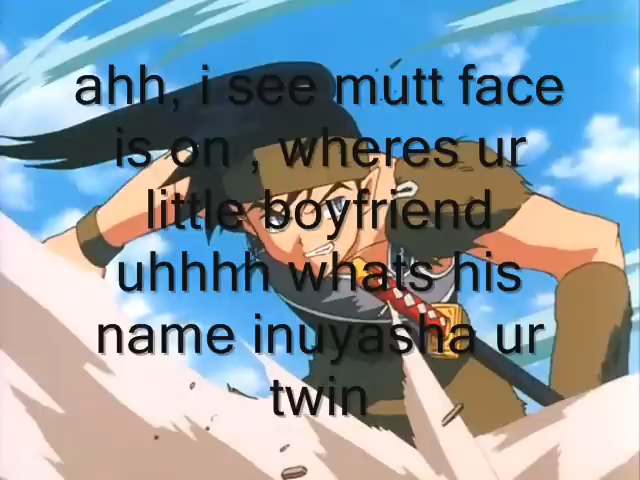 ahh, i see mutt face
is on , wheres ur
little boyfriend
uhhhh whats his
name inuyasha ur
twin